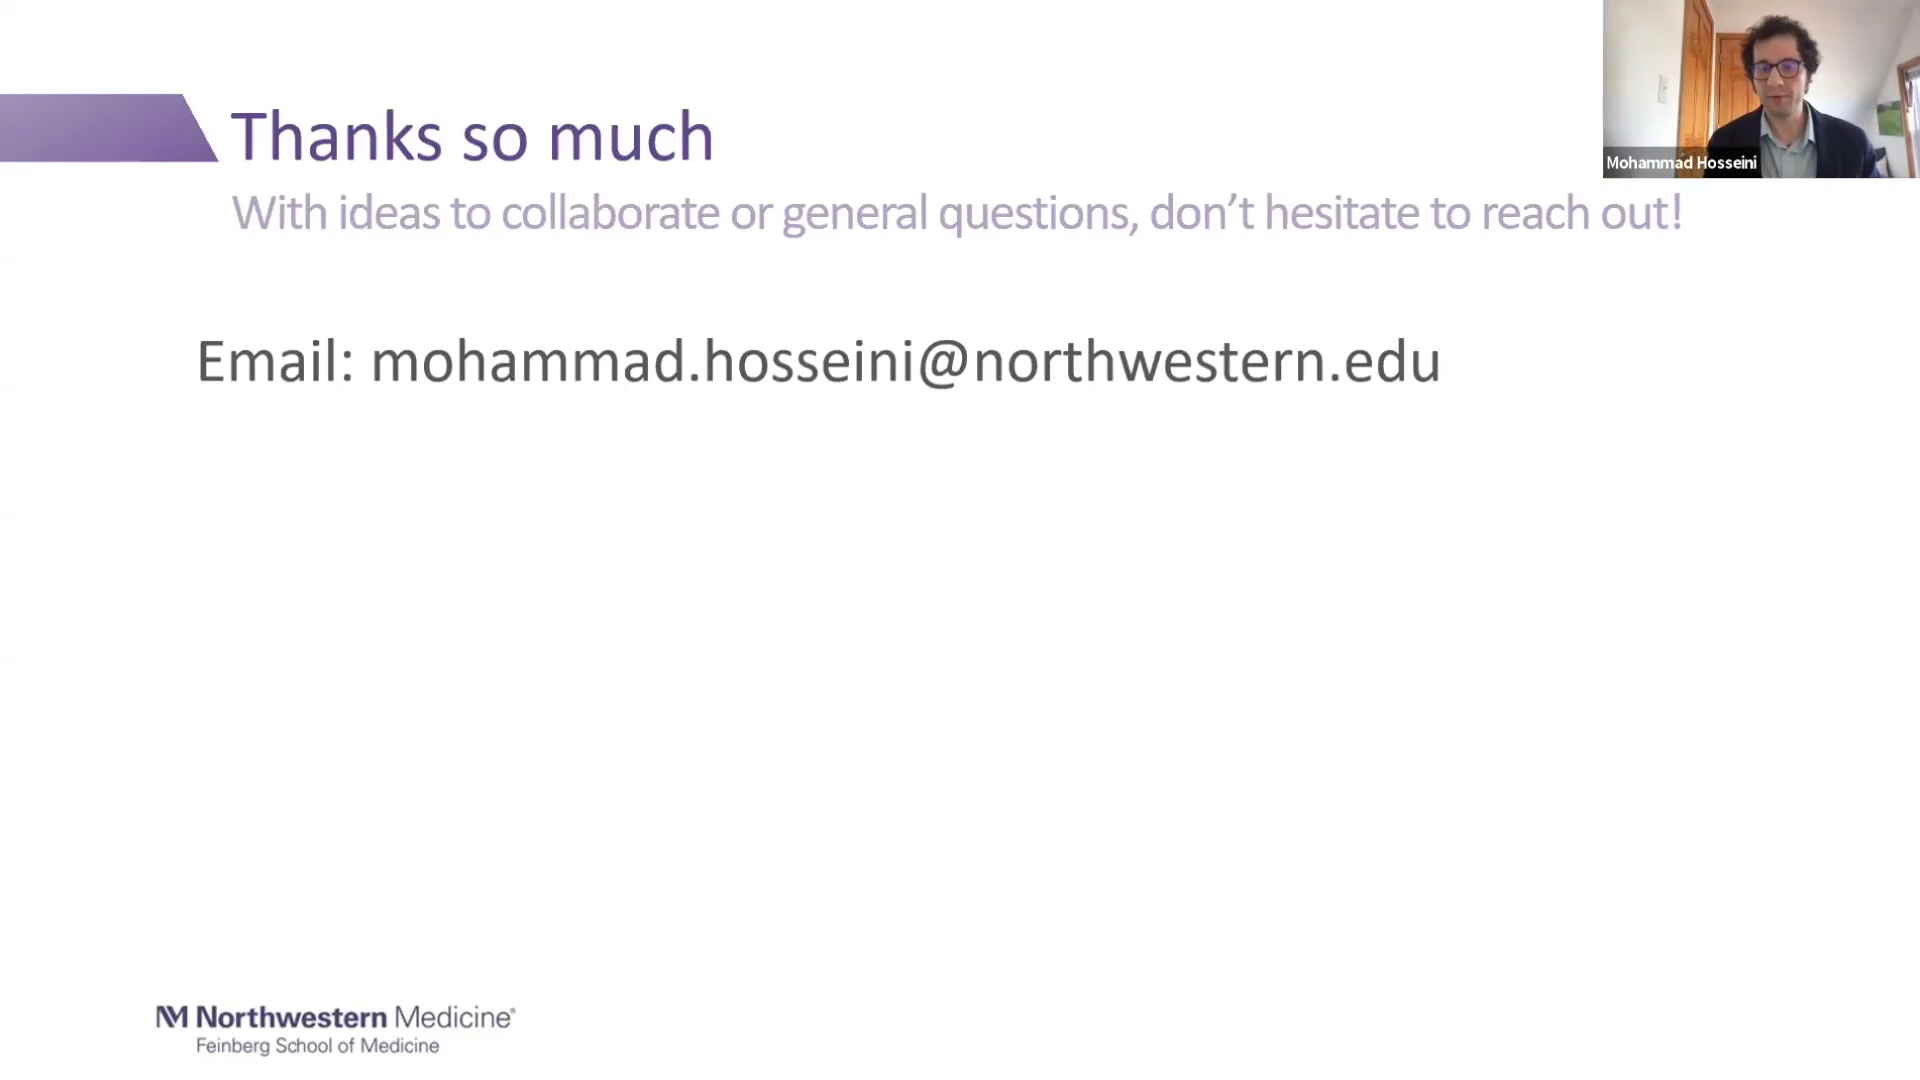 Thanks so much
With ideas to collaborate or general questions, don’t hesitate to reach out!
Mohammad Hosseini
Email: mohammad.hosseini@northwestern.edu
NM Northwestern Medicine®
Feinberg School of Medicine